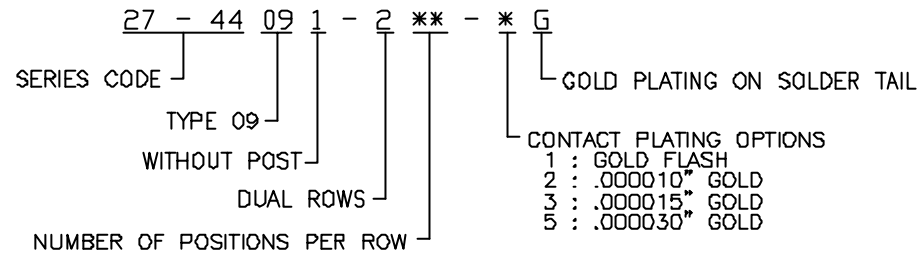 27 - 44 09 1 - 2 ** - * G
SERIES CODE
GOLD PLATING ON SOLDER TAIL
TYPE 09
CONTACT PLATING OPTIONS
WITHOUT POST
1 : GOLD FLASH
2 : .000010" GOLD
DUAL ROWS
3 : .000015" GOLD
5 : .000030" GOLD
NUMBER OF POSITIONS PER ROW